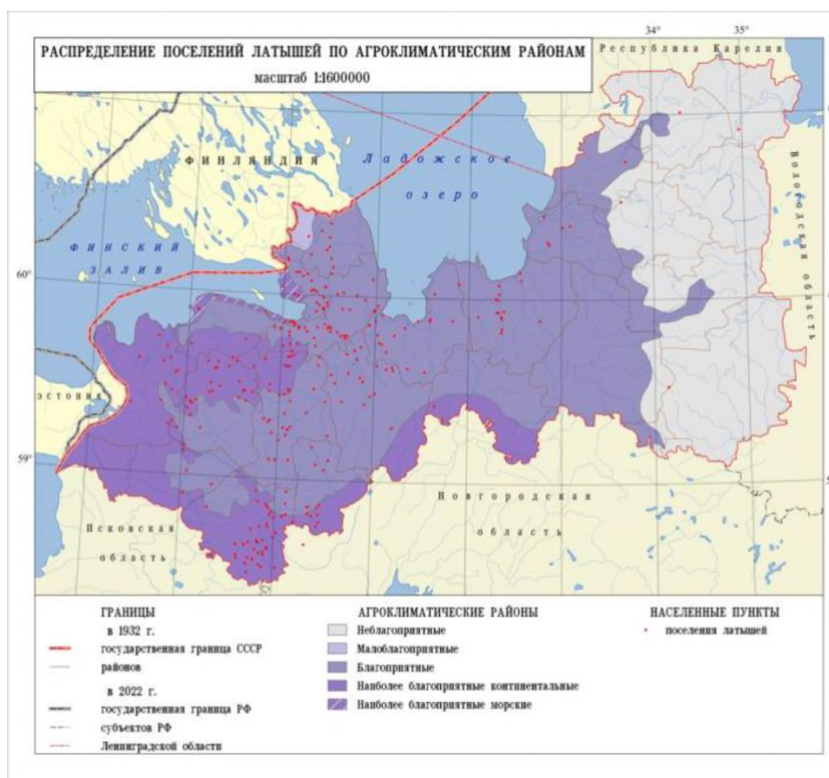 РАСПРЕДЕЛЕНИЕ ПОСЕЛЕНИЙ ЛАТЫШЕЙ ПО АГРОКЛИМАТИЧЕСКИМ РАЙОНАМ
масштаб 1:1600000
34°
35°
Республика Карелия
ФИНЛЯНДИЯ
Ладожское
озеро
Вологодская область
ФИНСКИЙ
ЗАЛИВ
60°
ЭСТОНИЯ
59°
Новгородская
область
Псковская
область
ГРАНИЦЫ
в 1932 г.
государственная граница СССР
районов
в 2022 г.
государственная граница РФ
субъектов РФ
Ленинградской области
АГРОКЛИМАТИЧЕСКИЕ РАЙОНЫ
Неблагоприятные
Малоблагоприятные
Благоприятные
Наиболее благоприятные континентальные
Наиболее благоприятные морские
НАСЕЛЕННЫЕ ПУНКТЫ
поселения латышей